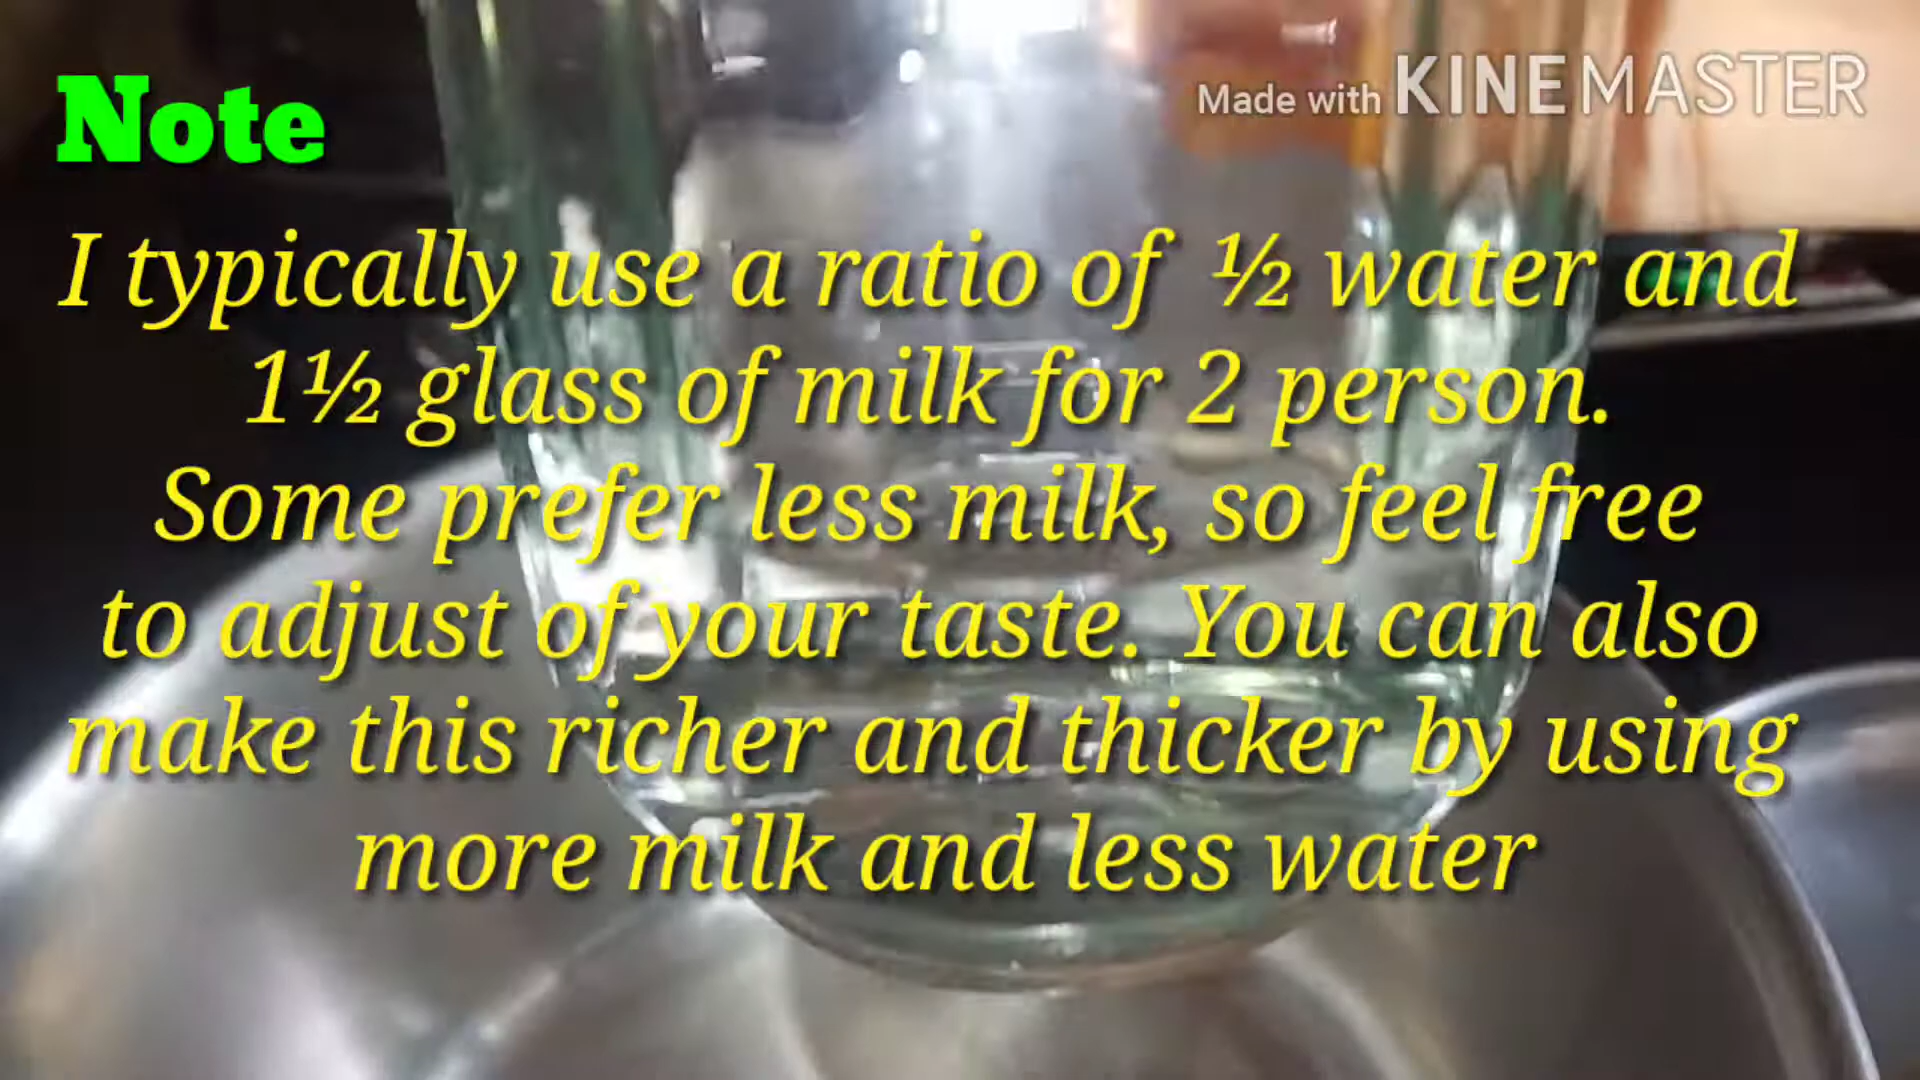 Made with KINEMASTER
Note
I typically use a ratio of ½ water and
1½ glass of milk for 2 person.
Some prefer less milk, so feel free
to adjust of your taste. You can also
make this richer and thicker by using
more milk and less water